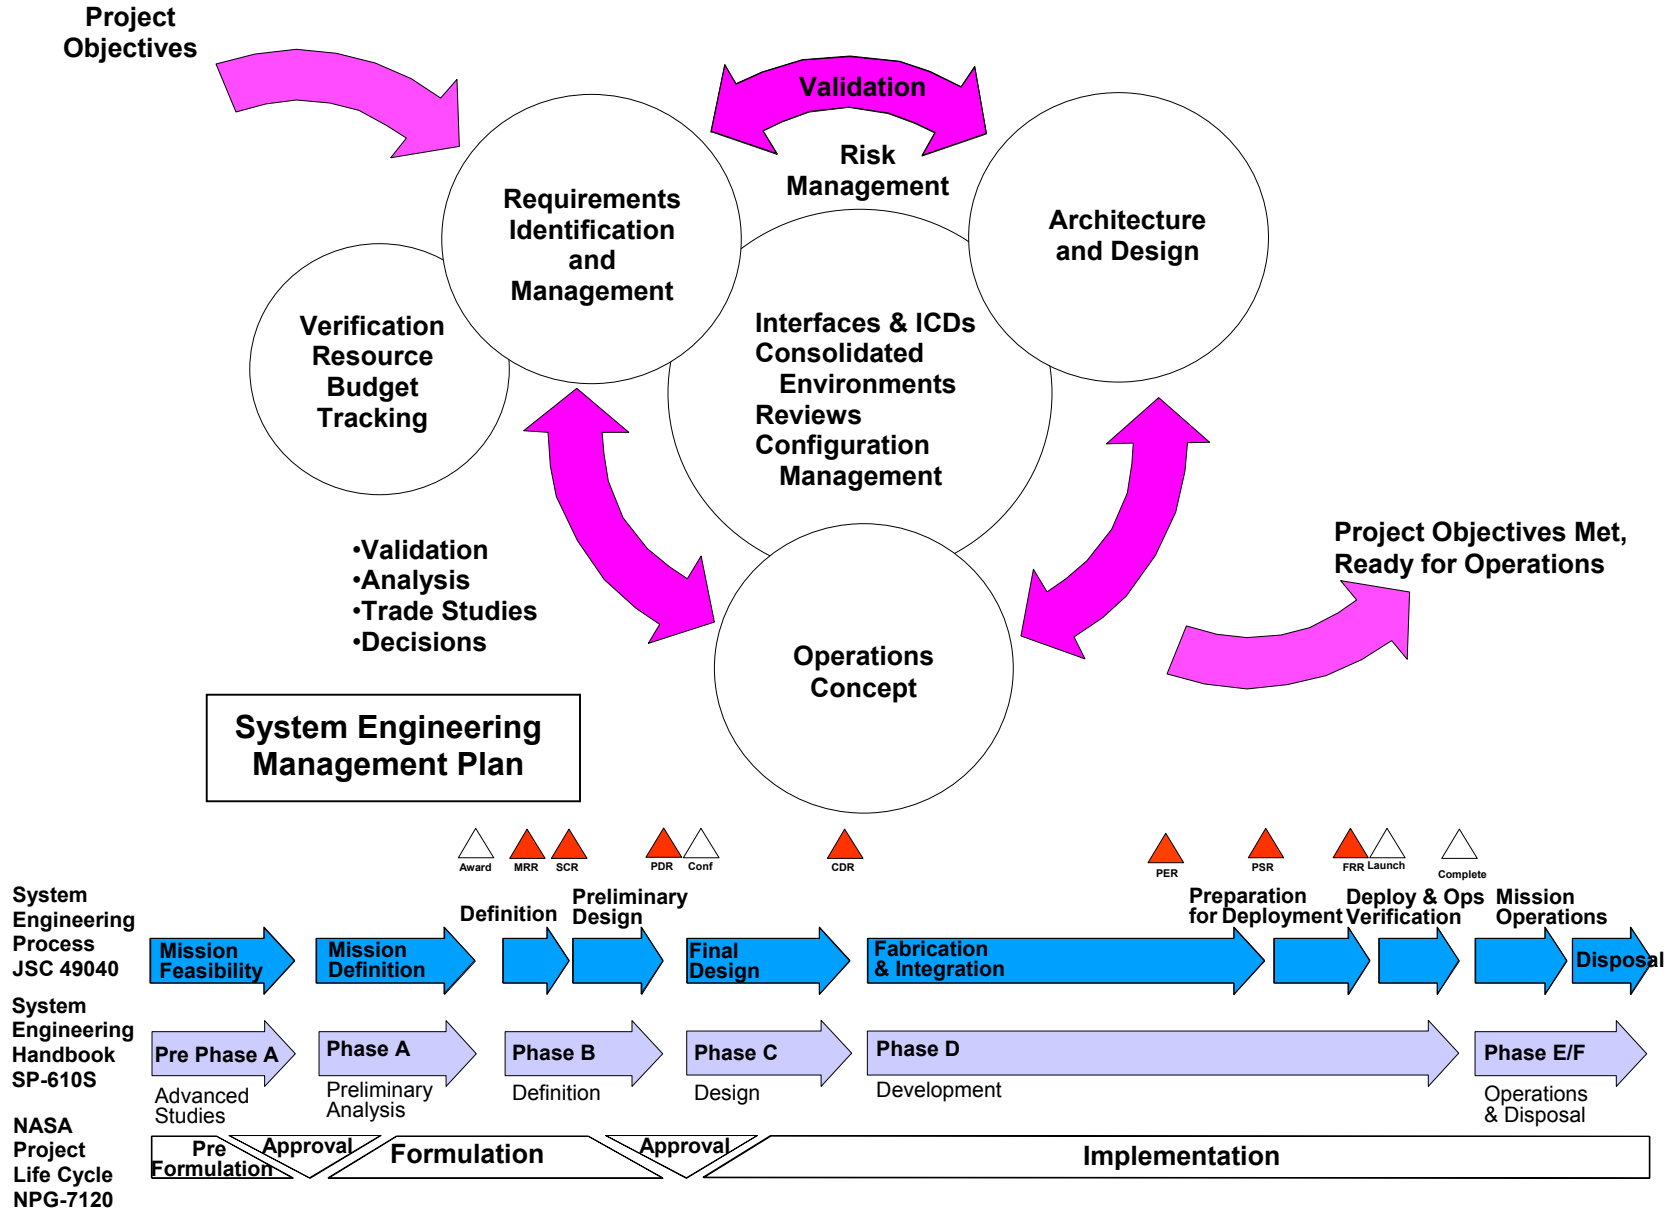 Project
Objectives
Validation
Risk
Management
Requirements
Identification
and
Management
Architecture
and Design
Verification
Resource
Budget
Tracking
Interfaces & ICDs
Consolidated
Environments
Reviews
Configuration
Management
•Validation
•Analysis
•Trade Studies
•Decisions
Project Objectives Met,
Ready for Operations
Operations
Concept
System Engineering
Management Plan
Award
MRR
SCR
PDR
Conf
CDR
PER
PSR
FRR
Launch
Complete
System
Engineering
Process
JSC 49040
Mission
Feasibility
Mission
Definition
Definition
Preliminary
Design
Final
Design
Fabrication
& Integration
Preparation
for Deployment
Deploy & Ops
Verification
Mission
Operations
Disposal
System
Engineering
Handbook
SP-610S
Pre Phase A
Advanced
Studies
Phase A
Preliminary
Analysis
Phase B
Definition
Phase C
Design
Phase D
Development
Phase E/F
Operations
& Disposal
NASA
Project
Life Cycle
NPG-7120
Pre
Formulation
Approval
Formulation
Approval
Implementation